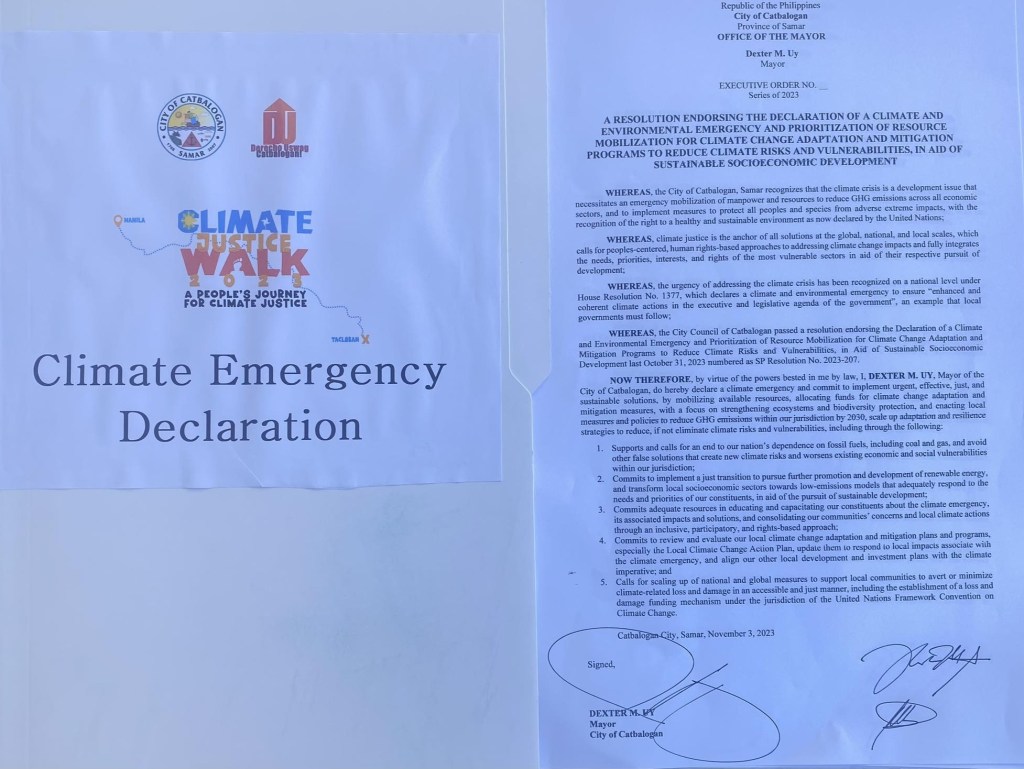 CITY OF CATBALOGAN
SAMAR
Derecho Uswag
Catbalogan!
MANILA
CLIMATE
JUSTICE
WALK
2023
A PEOPLE'S JOURNEY
FOR CLIMATE JUSTICE
TACLBEAN
Climate Emergency
Declaration
Republic of the Philippines
City of Catbalogan
Province of Samar
OFFICE OF THE MAYOR
Dexter M. Uy
Mayor
EXECUTIVE ORDER NO. __
Series of 2023
A RESOLUTION ENDORSING THE DECLARATION OF A CLIMATE AND
ENVIRONMENTAL EMERGENCY AND PRIORITIZATION OF RESOURCE
MOBILIZATION FOR CLIMATE CHANGE ADAPTATION AND MITIGATION
PROGRAMS TO REDUCE CLIMATE RISKS AND VULNERABILITIES, IN AID OF
SUSTAINABLE SOCIOECONOMIC DEVELOPMENT
WHEREAS, the City of Catbalogan, Samar recognizes that the climate crisis is a development issue that
necessitates an emergency mobilization of manpower and resources to reduce GHG emissions across all economic
sectors, and to implement measures to protect all peoples and species from adverse extreme impacts, with the
recognition of the right to a healthy and sustainable environment as now declared by the United Nations;
WHEREAS, climate justice is the anchor of all solutions at the global, national, and local scales, which
calls for peoples-centered, human rights-based approaches to addressing climate change impacts and fully integrates
the needs, priorities, interests, and rights of the most vulnerable sectors in aid of their respective pursuit of
development;
WHEREAS, the urgency of addressing the climate crisis has been recognized on a national level under
House Resolution No. 1377, which declares a climate and environmental emergency to ensure "enhanced and
coherent climate actions in the executive and legislative agenda of the government", an example that local
governments must follow;
WHEREAS, the City Council of Catbalogan passed a resolution endorsing the Declaration of a Climate
and Environmental Emergency and Prioritization of Resource Mobilization for Climate Change Adaptation and
Mitigation Programs to Reduce Climate Risks and Vulnerabilities, in Aid of Sustainable Socioeconomic
Development last October 31, 2023 numbered as SP Resolution No. 2023-207.
NOW THEREFORE, by virtue of the powers bested in me by law, I, DEXTER M. UY, Mayor of the
City of Catbalogan, do hereby declare a climate emergency and commit to implement urgent, effective, just, and
sustainable solutions, by mobilizing available resources, allocating funds for climate change adaptation and
mitigation measures, with a focus on strengthening ecosystems and biodiversity protection, and enacting local
measures and policies to reduce GHG emissions within our jurisdiction by 2030, scale up adaptation and resilience
strategies to reduce, if not eliminate climate risks and vulnerabilities, including through the following:
1. Supports and calls for an end to our nation's dependence on fossil fuels, including coal and gas, and avoid
other false solutions that create new climate risks and worsens existing economic and social vulnerabilities
within our jurisdiction;
2. Commits to implement a just transition to pursue further promotion and development of renewable energy,
and transform local socioeconomic sectors towards low-emissions models that adequately respond to the
needs and priorities of our constituents, in aid of the pursuit of sustainable development;
3. Commits adequate resources in educating and capacitating our constituents about the climate emergency,
its associated impacts and solutions, and consolidating our communities' concerns and local climate actions
through an inclusive, participatory, and rights-based approach;
4. Commits to review and evaluate our local climate change adaptation and mitigation plans and programs,
especially the Local Climate Change Action Plan, update them to respond to local impacts associate with
the climate emergency, and align our other local development and investment plans with the climate
imperative; and
5. Calls for scaling up of national and global measures to support local communities to avert or minimize
climate-related loss and damage in an accessible and just manner, including the establishment of a loss and
damage funding mechanism under the jurisdiction of the United Nations Framework Convention on
Climate Change.
Catbalogan City, Samar, November 3, 2023
Signed,
DEXTER M. UY
Mayor
City of Catbalogan